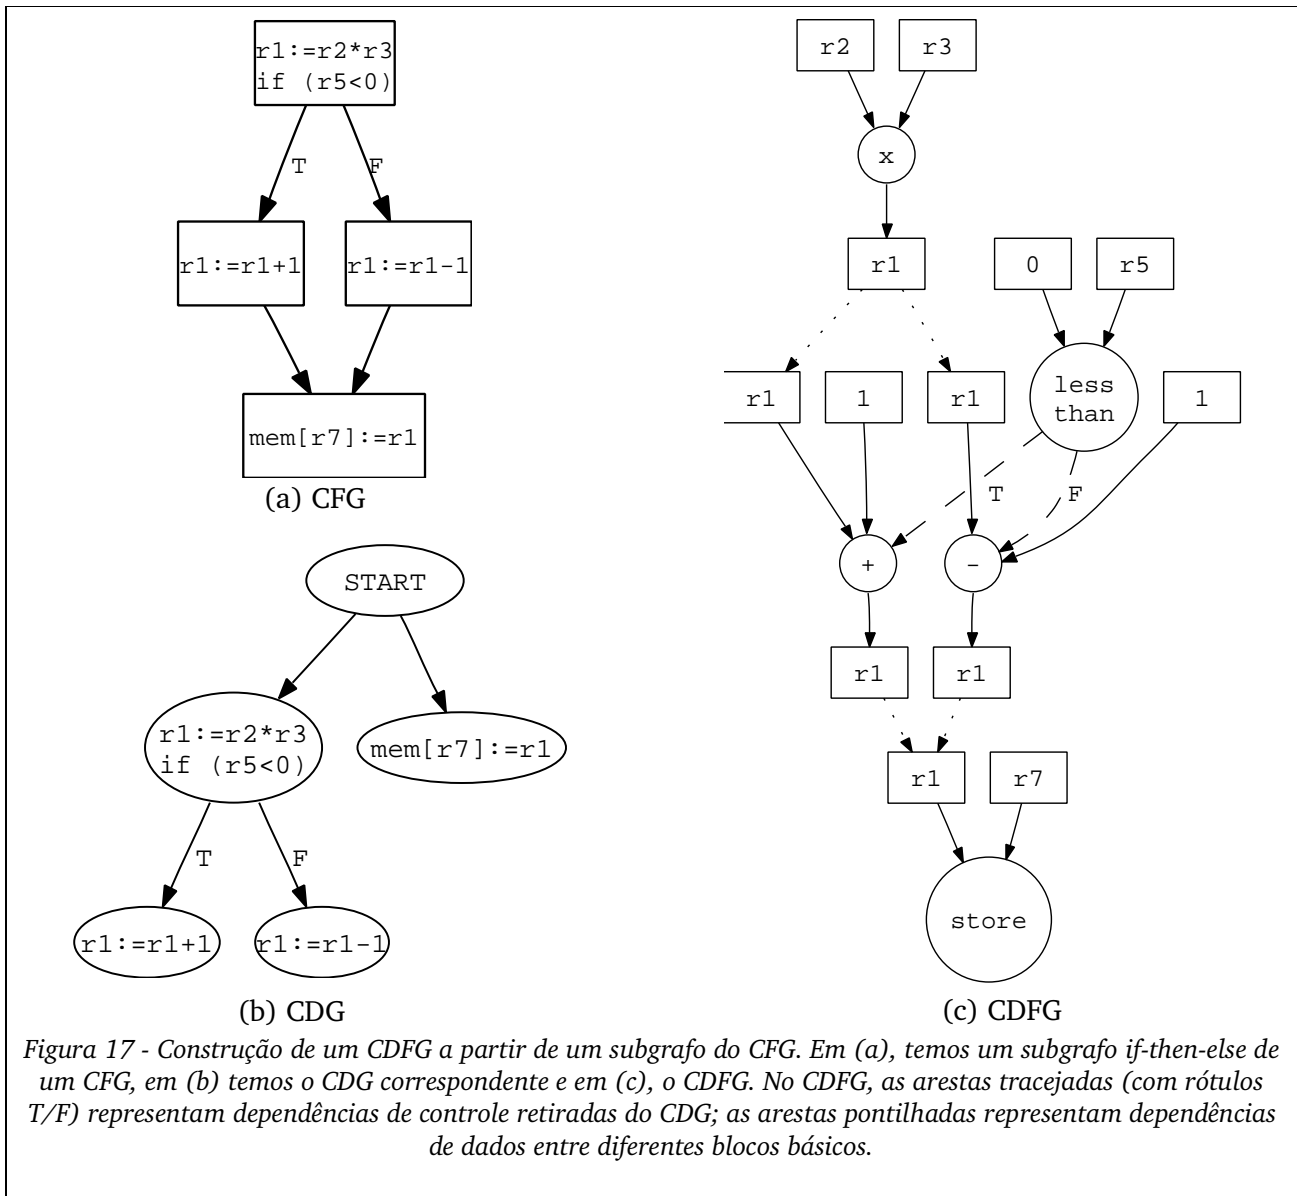 r1:=r2*r3
if (r5<0)
T
F
r1:=r1+1
r1:=r1-1
mem[r7]:=r1
(a) CFG
START
r1:=r2*r3
if (r5<0)
mem[r7]:=r1
T
F
r1:=r1+1
r1:=r1-1
(b) CDG
r2
r3
x
r1
0
r5
r1
1
r1
less
than
1
T
F
+
-
r1
r1
r1
r7
store
(c) CDFG
Figura 17 - Construção de um CDFG a partir de um subgrafo do CFG. Em (a), temos um subgrafo if-then-else de
um CFG, em (b) temos o CDG correspondente e em (c), o CDFG. No CDFG, as arestas tracejadas (com rótulos
T/F) representam dependências de controle retiradas do CDG; as arestas pontilhadas representam dependências
de dados entre diferentes blocos básicos.